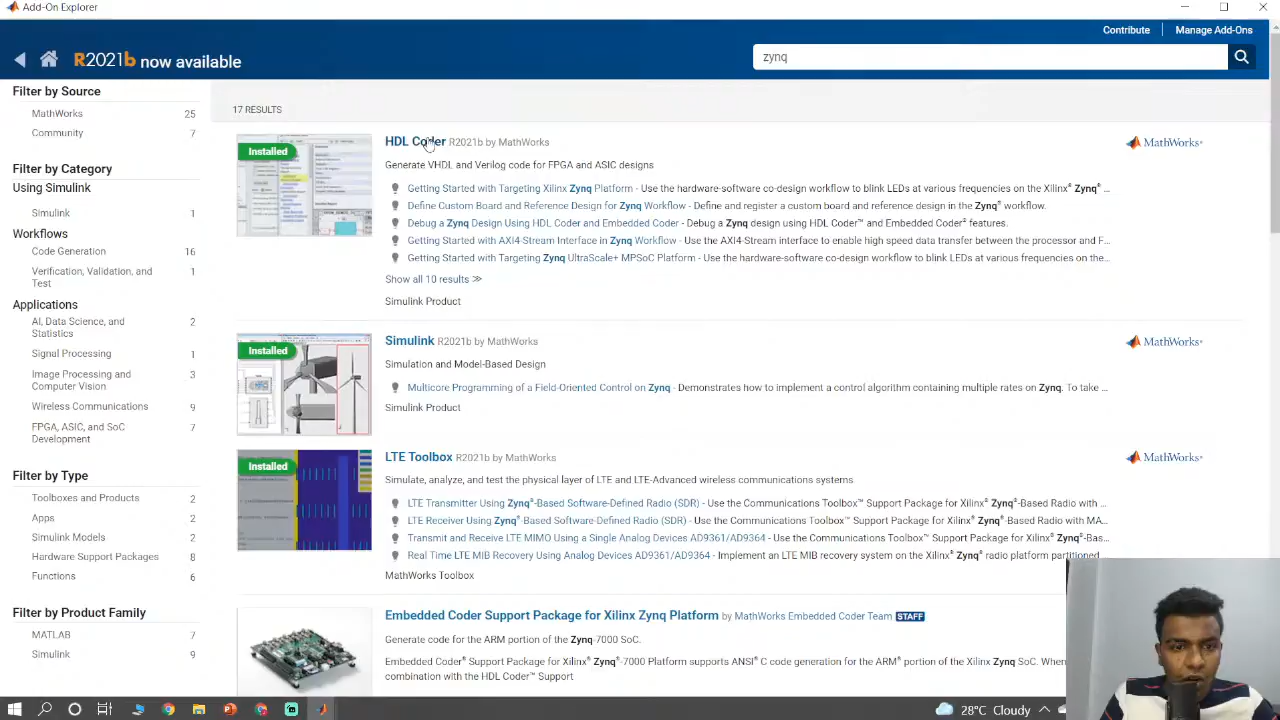 Add-On Explorer
Contribute
Manage Add-Ons
R2021b now available
zynq
Filter by Source
MathWorks 25
Community 7
Filter by Category
Using Simulink
Simulink 1
Workflows
Code Generation 16
Verification, Validation, and
Test 1
Applications
AI, Data Science, and
Statistics 2
Signal Processing 1
Image Processing and
Computer Vision 3
Wireless Communications 9
FPGA, ASIC, and SoC
Development 7
Filter by Type
Toolboxes and Products 2
Apps 2
Simulink Models 2
Hardware Support Packages 8
Functions 6
Filter by Product Family
MATLAB 7
Simulink 9
17 RESULTS
Installed
HDL Coder R2021b by MathWorks
MathWorks®
Generate VHDL and Verilog code for FPGA and ASIC designs
Getting Started with Targeting Xilinx Zynq Platform - Use the hardware-software co-design workflow to blink LEDs at various frequencies on the Xilinx® Zynq® ...
Define Custom Board and Reference Design for Zynq Workflow - Define and register a custom board and reference design in the Zynq® workflow.
Debug a Zynq Design Using HDL Coder and Embedded Coder - Debug a Zynq design using HDL Coder™ and Embedded Coder® features.
Getting Started with AXI4-Stream Interface in Zynq Workflow - Use the AXI4-Stream interface to enable high speed data transfer between the processor and F...
Getting Started with Targeting Zynq UltraScale+ MPSoC Platform - Use the hardware-software co-design workflow to blink LEDs at various frequencies on the...
Show all 10 results ≫
Simulink Product
Installed
Simulink R2021b by MathWorks
MathWorks®
Simulation and Model-Based Design
Multicore Programming of a Field-Oriented Control on Zynq - Demonstrates how to implement a control algorithm containing multiple rates on Zynq. To take ...
Simulink Product
Installed
LTE Toolbox R2021b by MathWorks
MathWorks®
Simulate, analyze, and test the physical layer of LTE and LTE-Advanced wireless communications systems
LTE Transmitter Using Zynq®-Based Software-Defined Radio (SDR) - Use the Communications Toolbox™ Support Package for Xilinx® Zynq®-Based Radio with ...
LTE Receiver Using Zynq®-Based Software-Defined Radio (SDR) - Use the Communications Toolbox™ Support Package for Xilinx® Zynq®-Based Radio with MA...
Transmit and Receive LTE MIMO Using a Single Analog Devices AD9361/AD9364 - Use the Communications Toolbox™ Support Package for Xilinx® Zynq®-Bas...
Real Time LTE MIB Recovery Using Analog Devices AD9361/AD9364 - Implement an LTE MIB recovery system on the Xilinx® Zynq® radio platform partitioned
MathWorks Toolbox
Embedded Coder Support Package for Xilinx Zynq Platform by MathWorks Embedded Coder Team STAFF
Generate code for the ARM portion of the Zynq-7000 SoC.
Embedded Coder® Support Package for Xilinx® Zynq®-7000 Platform supports ANSI® C code generation for the ARM® portion of the Xilinx Zynq SoC. When
combination with the HDL Coder™ Support
28°C Cloudy